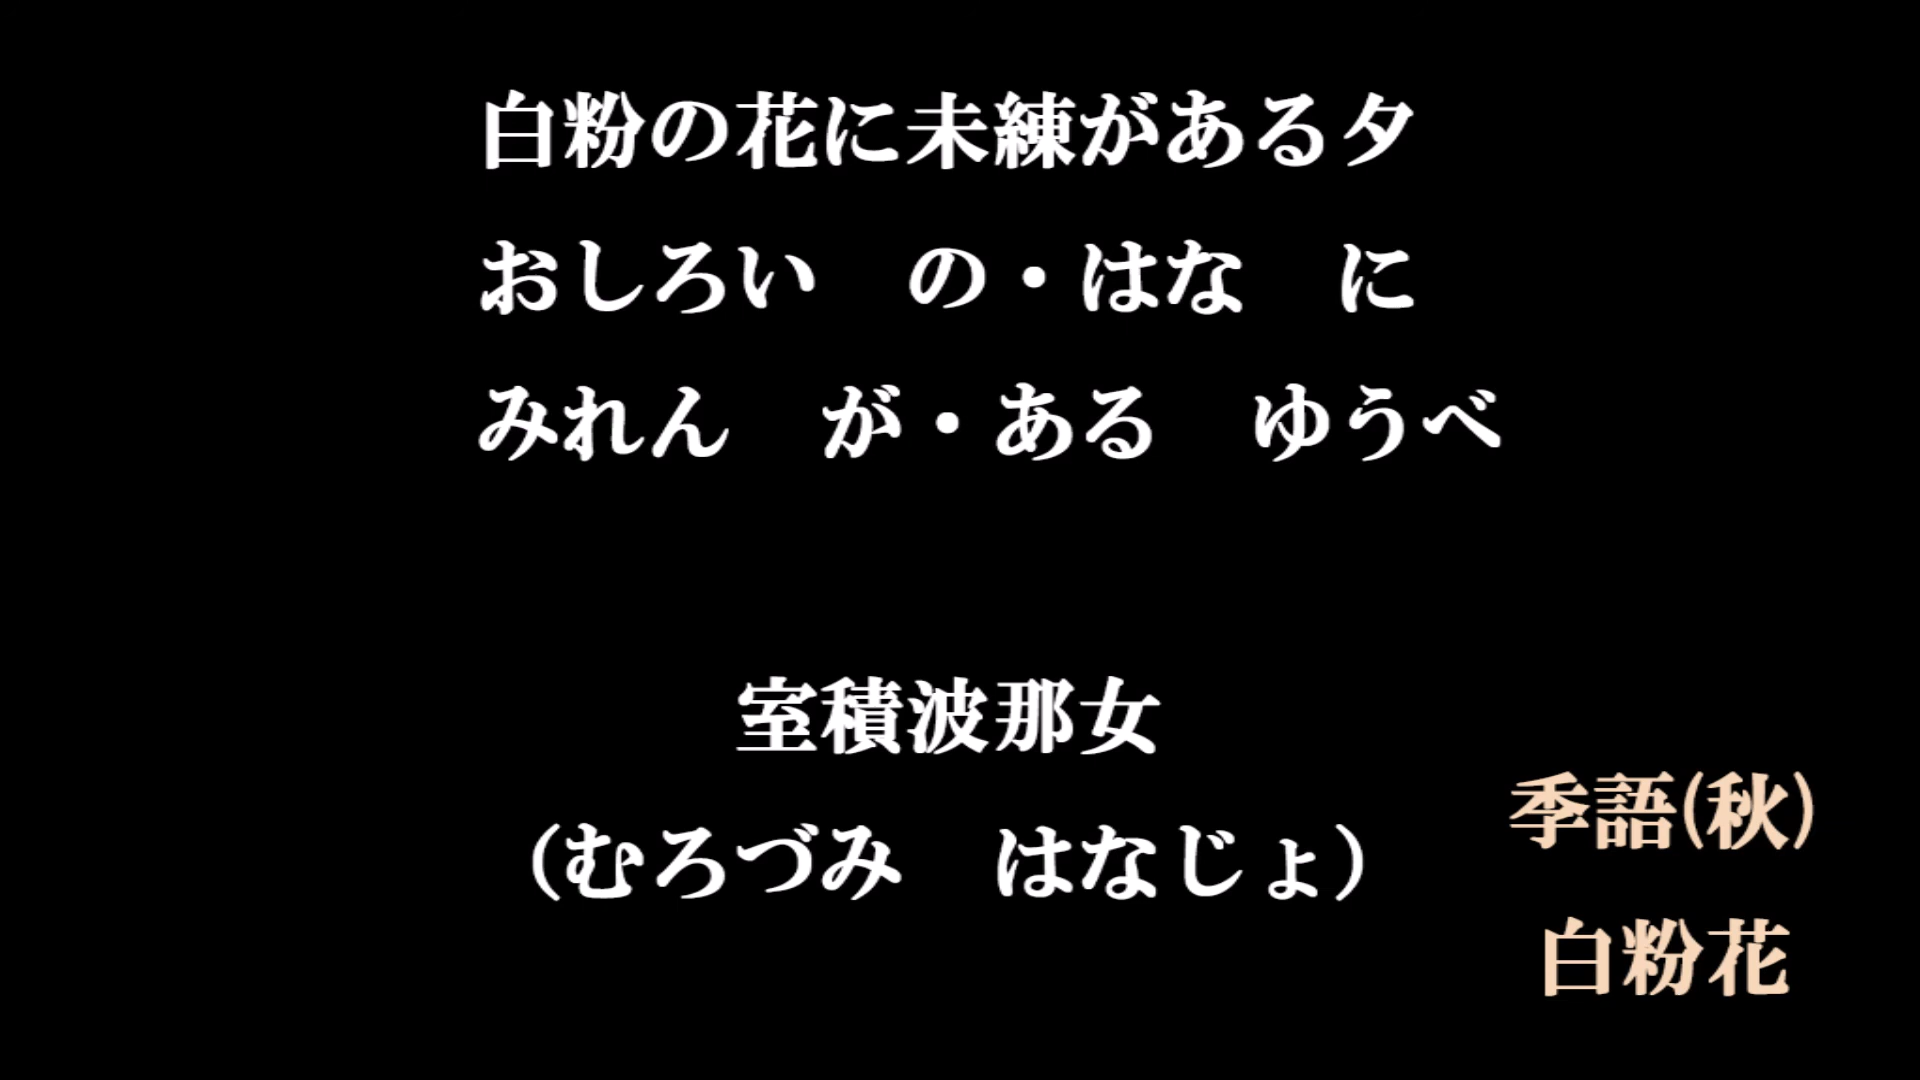 白粉の花に未練がある夕
おしろい　の・はな　に
みれん　が・ある　ゆうべ
室積波那女
（むろづみ　はなじょ）
季語(秋)
白粉花